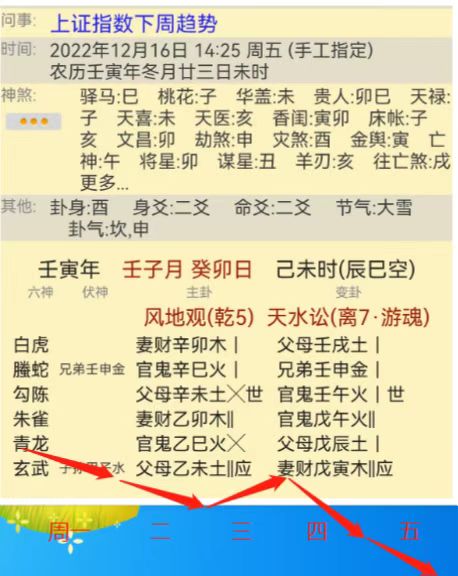 问事: 上证指数下周趋势
时间: 2022年12月16日 14:25 周五 (手工指定)
农历壬寅年冬月廿三日未时
神煞: 驿马:巳 桃花:子 华盖:未 贵人:卯巳 天禄:
子 天喜:未 天医:亥 香闺:寅卯 床帐:子
亥 文昌:卯 劫煞:申 灾煞:酉 金舆:寅 亡
神:午 将星:卯 谋星:丑 羊刃:亥 往亡煞:戌
更多...
其他: 卦身:酉 身爻:二爻 命爻:二爻 节气:大雪
卦气:坎,申
壬寅年 壬子月 癸卯日 己未时(辰巳空)
六神 伏神 主卦 变卦
风地观(乾5) 天水讼(离7·游魂)
白虎 妻财辛卯木 父母壬戌土
螣蛇 兄弟壬申金 官鬼辛巳火 兄弟壬申金
勾陈 父母辛未土╳世 官鬼壬午火 世
朱雀 妻财乙卯木 官鬼戊午火
青龙 官鬼乙巳火╳ 父母戊辰土
玄武 子孙甲子水 父母乙未土 应 妻财戊寅木 应
周一 二 三 四 五